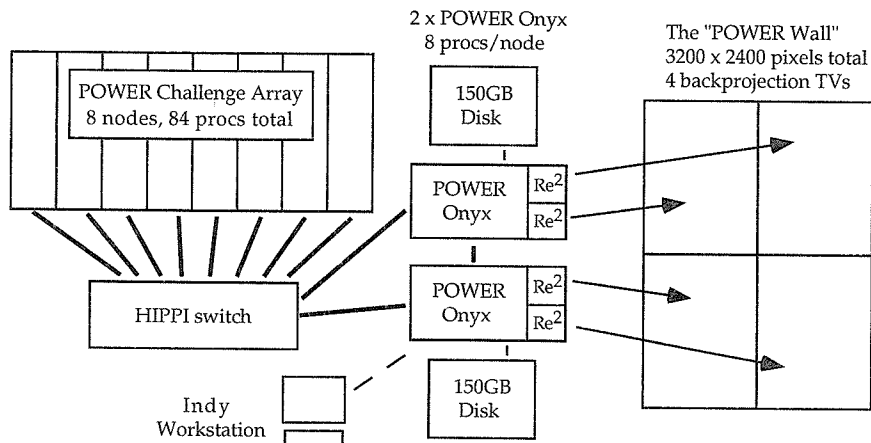 2 x POWER Onyx
8 procs/node
The "POWER Wall"
3200 x 2400 pixels total
4 backprojection TVs
POWER Challenge Array
8 nodes, 84 procs total
150GB
Disk
POWER
Onyx
Re²
Re²
POWER
Onyx
Re²
Re²
HIPPI switch
150GB
Disk
Indy
Workstation